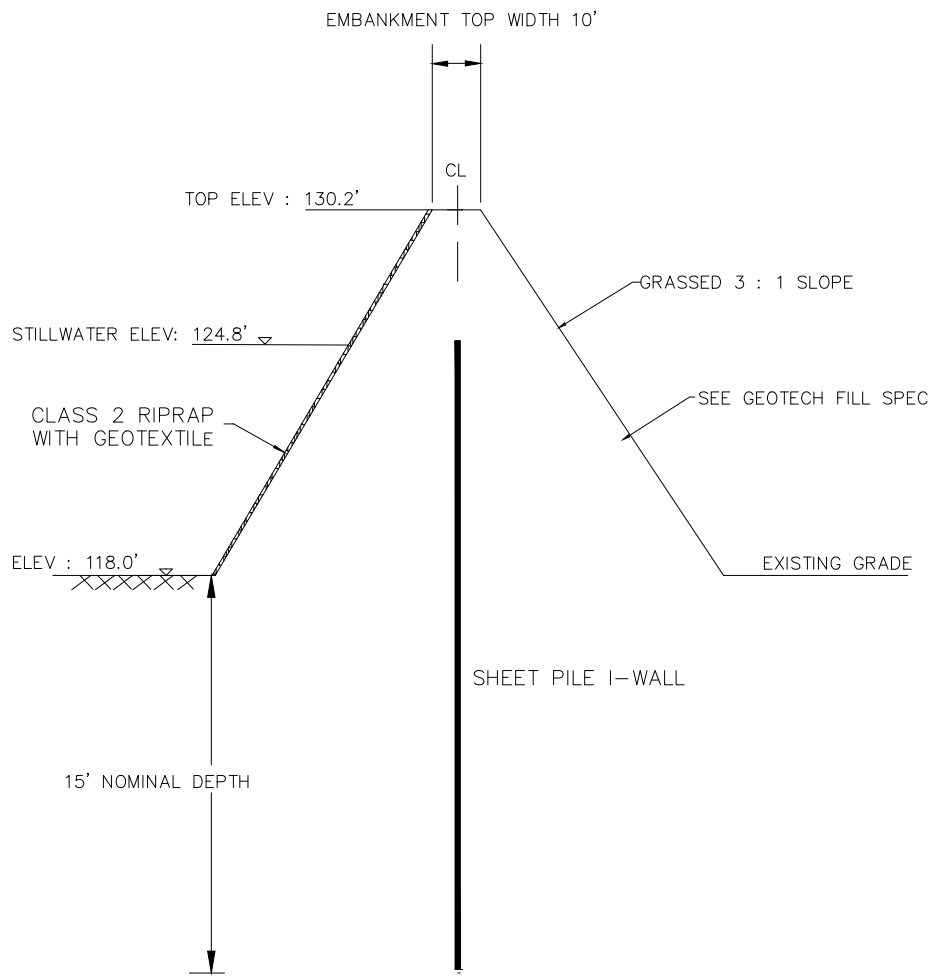 EMBANKMENT TOP WIDTH 10'
CL
TOP ELEV : 130.2'
GRASSED 3 : 1 SLOPE
STILLWATER ELEV: 124.8'
SEE GEOTECH FILL SPEC
CLASS 2 RIPRAP
WITH GEOTEXTILE
ELEV : 118.0'
EXISTING GRADE
SHEET PILE I-WALL
15' NOMINAL DEPTH